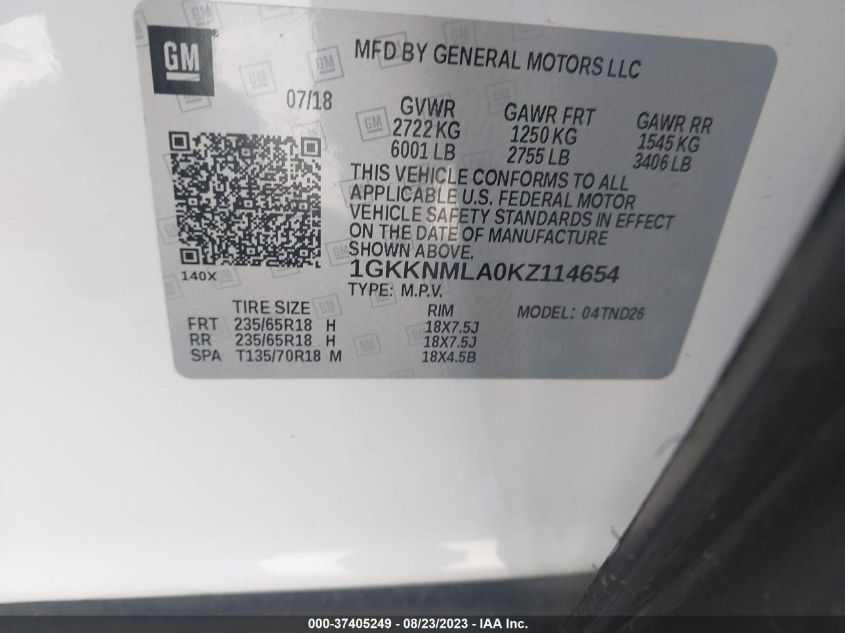 GM
MFD BY GENERAL MOTORS LLC
07/18
GVWR
2722 KG
6001 LB
GAWR FRT
1250 KG
2755 LB
GAWR RR
1545 KG
3406 LB
THIS VEHICLE CONFORMS TO ALL
APPLICABLE U.S. FEDERAL MOTOR
VEHICLE SAFETY STANDARDS IN EFFECT
ON THE DATE OF MANUFACTURE
SHOWN ABOVE.
140X
1GKKNMLA0KZ114654
TYPE: M.P.V.
MODEL: 04TND26
TIRE SIZE RIM
FRT 235/65R18 H 18X7.5J
RR 235/65R18 H 18X7.5J
SPA T135/70R18 M 18X4.5B
000-37405249 - 08/23/2023 - IAA Inc.